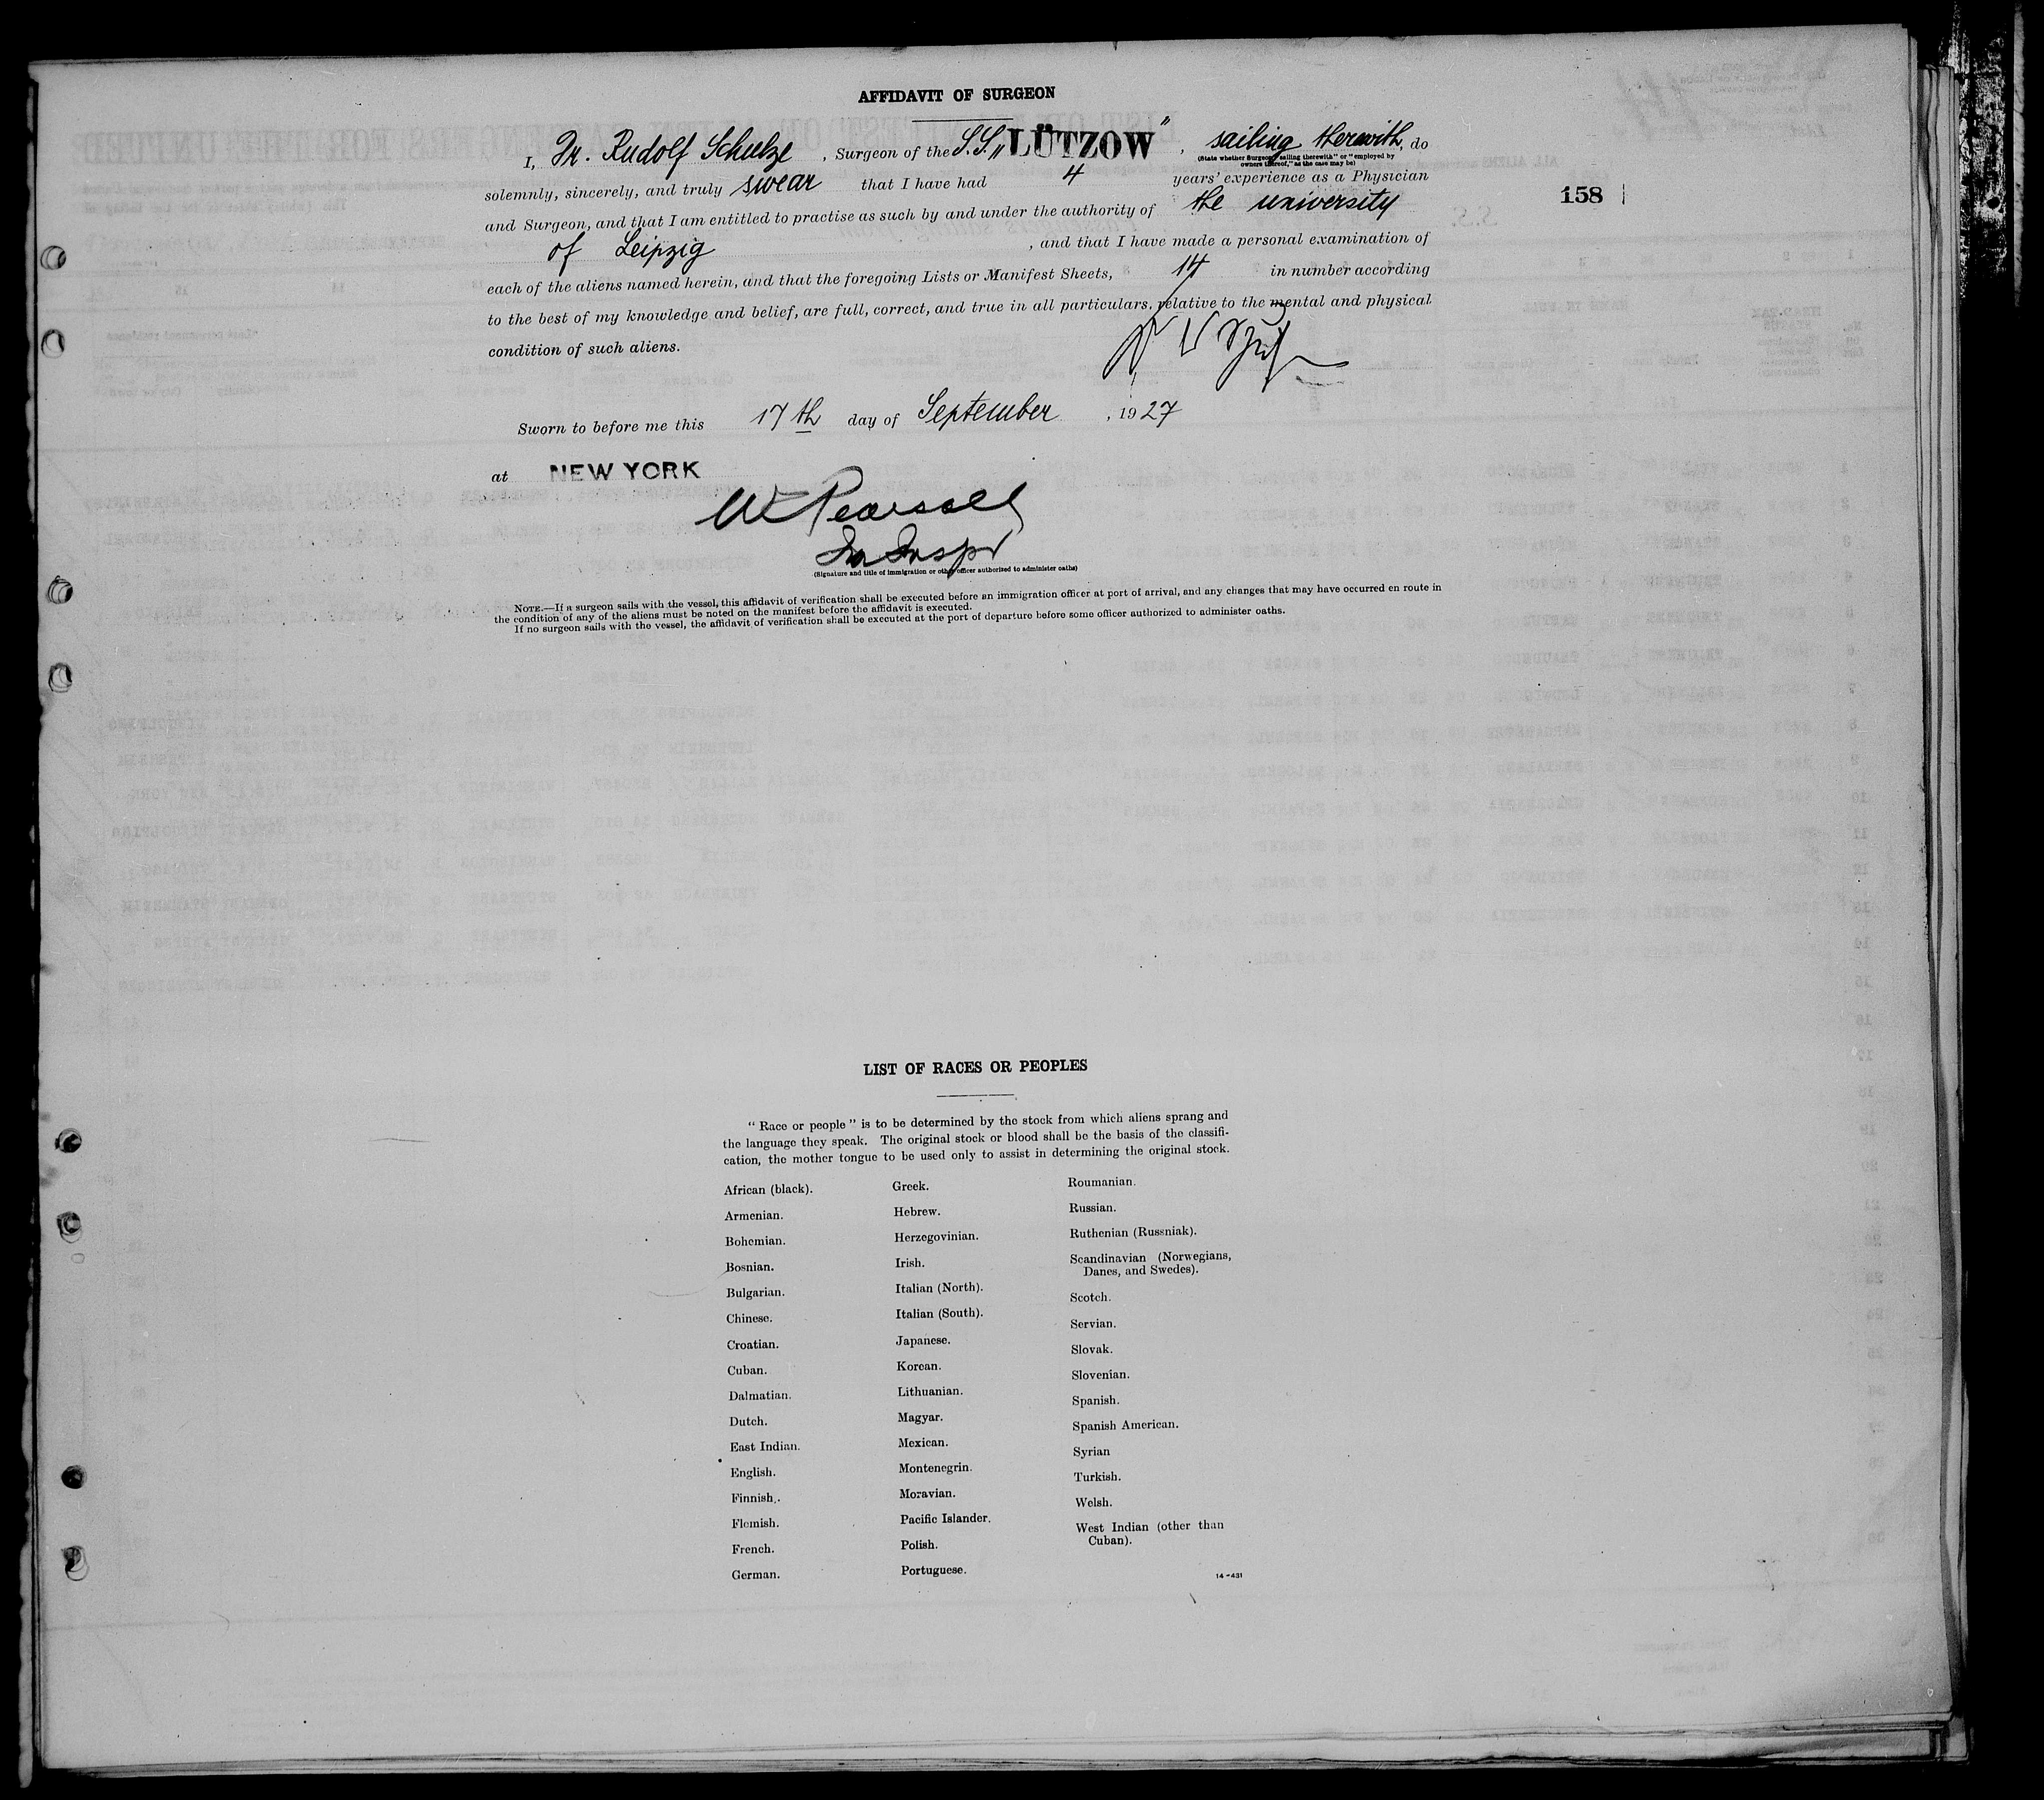 AFFIDAVIT OF SURGEON
I, Dr. Rudolf Schulze, Surgeon of the S.S. „LÜTZOW", sailing therewith, do
(State whether Surgeon "sailing therewith" or "employed by
owners thereof," as the case may be)
solemnly, sincerely, and truly swear that I have had 4 years' experience as a Physician
158
and Surgeon, and that I am entitled to practise as such by and under the authority of the university
of Leipzig, and that I have made a personal examination of
each of the aliens named herein, and that the foregoing Lists or Manifest Sheets, 14 in number according
to the best of my knowledge and belief, are full, correct, and true in all particulars, relative to the mental and physical
condition of such aliens.
Sworn to before me this 17th day of September, 1927
at NEW YORK
W Pearsall
(Signature and title of immigration or other officer authorized to administer oaths)
NOTE.—If a surgeon sails with the vessel, this affidavit of verification shall be executed before an immigration officer at port of arrival, and any changes that may have occurred en route in
the condition of any of the aliens must be noted on the manifest before the affidavit is executed.
If no surgeon sails with the vessel, the affidavit of verification shall be executed at the port of departure before some officer authorized to administer oaths.
LIST OF RACES OR PEOPLES
"Race or people" is to be determined by the stock from which aliens sprang and
the language they speak. The original stock or blood shall be the basis of the classifi-
cation, the mother tongue to be used only to assist in determining the original stock.
African (black).
Armenian.
Bohemian.
Bosnian.
Bulgarian.
Chinese.
Croatian.
Cuban.
Dalmatian.
Dutch.
East Indian.
English.
Finnish.
Flemish.
French.
German.
Greek.
Hebrew.
Herzegovinian.
Irish.
Italian (North).
Italian (South).
Japanese.
Korean.
Lithuanian.
Magyar.
Mexican.
Montenegrin.
Moravian.
Pacific Islander.
Polish.
Portuguese.
Roumanian.
Russian.
Ruthenian (Russniak).
Scandinavian (Norwegians,
Danes, and Swedes).
Scotch.
Servian.
Slovak.
Slovenian.
Spanish.
Spanish American.
Syrian
Turkish.
Welsh.
West Indian (other than
Cuban).
14-431